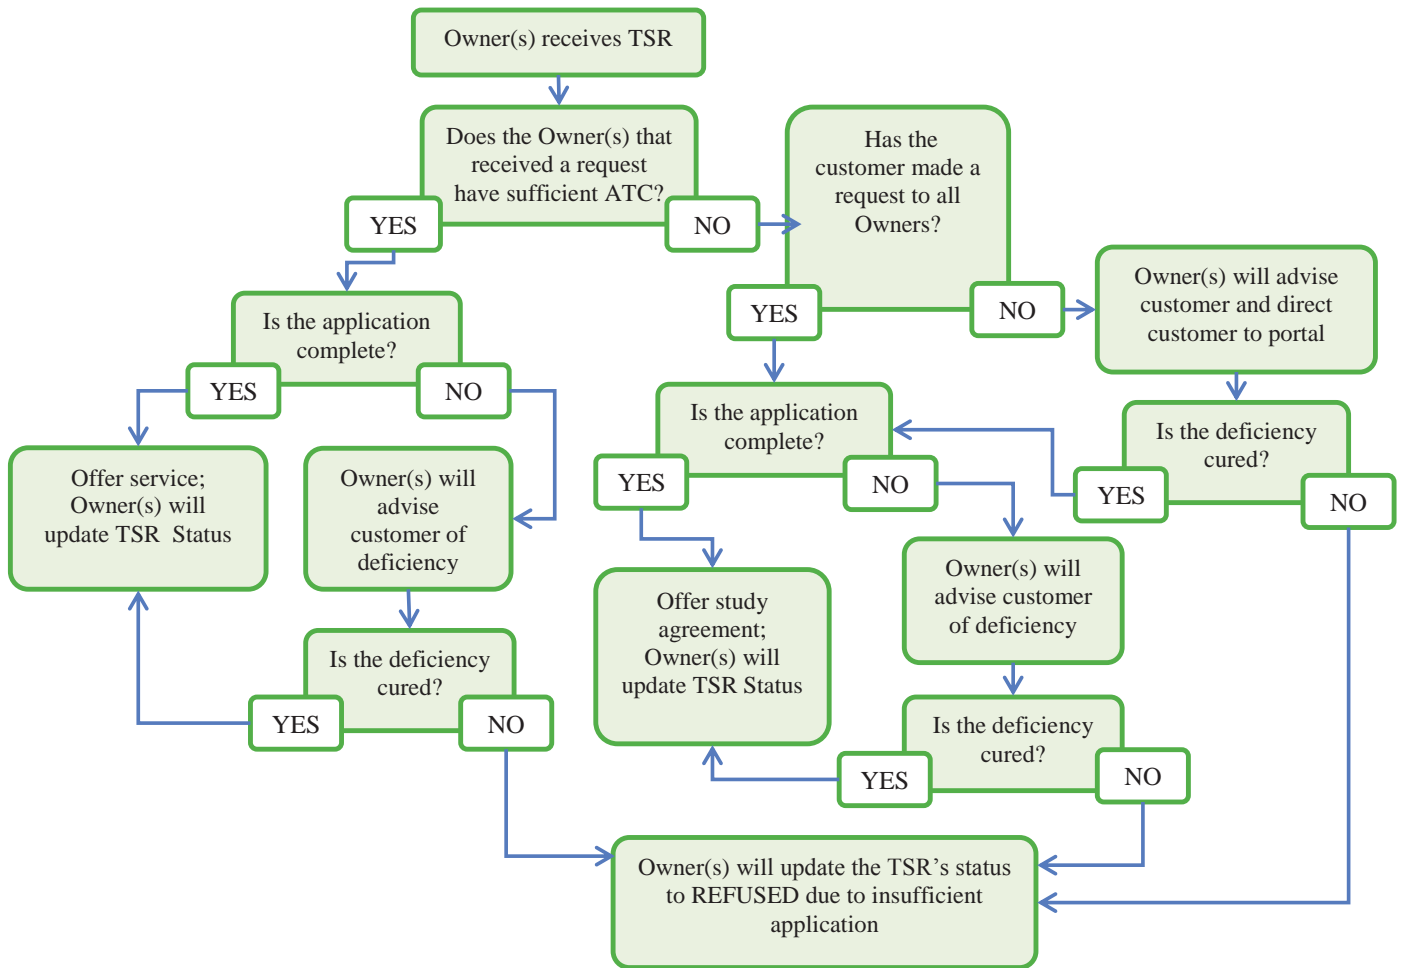 Owner(s) receives TSR
Does the Owner(s) that
received a request
have sufficient ATC?
YES
NO
Has the
customer made a
request to all
Owners?
YES
NO
Owner(s) will advise
customer and direct
customer to portal
Is the application
complete?
YES
NO
Is the application
complete?
YES
NO
Is the deficiency
cured?
YES
NO
Offer service;
Owner(s) will
update TSR Status
Owner(s) will
advise
customer of
deficiency
Offer study
agreement;
Owner(s) will
update TSR Status
Owner(s) will
advise customer
of deficiency
Is the deficiency
cured?
YES
NO
Is the deficiency
cured?
YES
NO
Owner(s) will update the TSR’s status
to REFUSED due to insufficient
application